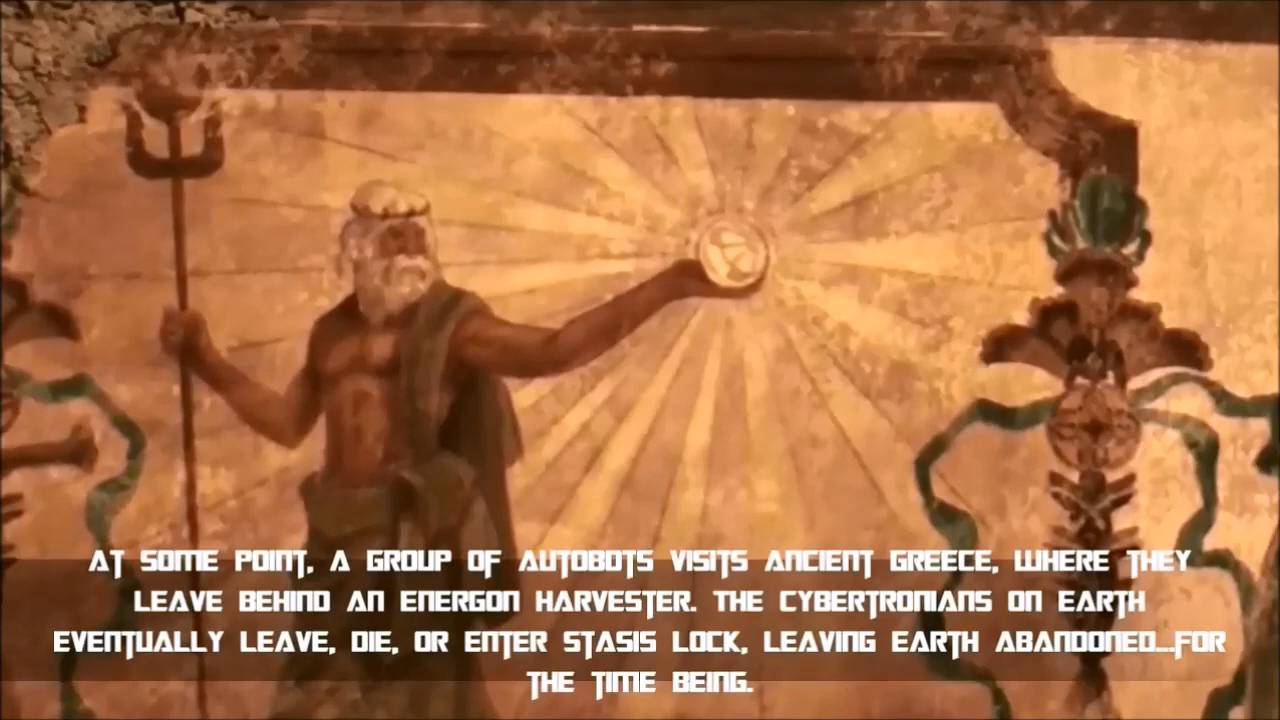 AT SOME POINT, A GROUP OF AUTOBOTS VISITS ANCIENT GREECE, WHERE THEY
LEAVE BEHIND AN ENERGON HARVESTER. THE CYBERTRONIANS ON EARTH
EVENTUALLY LEAVE, DIE, OR ENTER STASIS LOCK, LEAVING EARTH ABANDONED...FOR
THE TIME BEING.